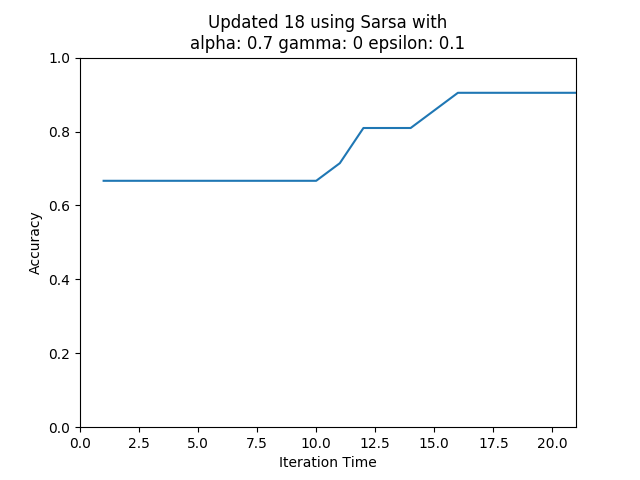 Updated 18 using Sarsa with
alpha: 0.7 gamma: 0 epsilon: 0.1
1.0
0.8
0.6
0.4
0.2
0.0
Accuracy
0.0 2.5 5.0 7.5 10.0 12.5 15.0 17.5 20.0
Iteration Time